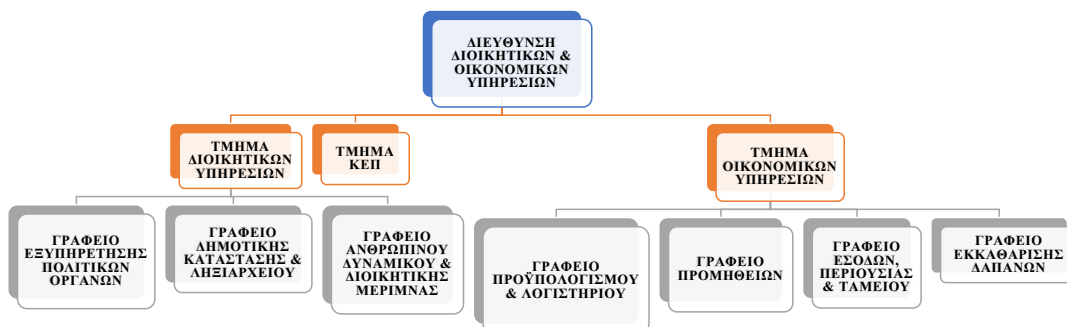 ΔΙΕΥΘΥΝΣΗ
ΔΙΟΙΚΗΤΙΚΩΝ &
ΟΙΚΟΝΟΜΙΚΩΝ
ΥΠΗΡΕΣΙΩΝ
ΤΜΗΜΑ
ΔΙΟΙΚΗΤΙΚΩΝ
ΥΠΗΡΕΣΙΩΝ
ΤΜΗΜΑ
ΚΕΠ
ΤΜΗΜΑ
ΟΙΚΟΝΟΜΙΚΩΝ
ΥΠΗΡΕΣΙΩΝ
ΓΡΑΦΕΙΟ
ΕΞΥΠΗΡΕΤΗΣΗΣ
ΠΟΛΙΤΙΚΩΝ
ΟΡΓΑΝΩΝ
ΓΡΑΦΕΙΟ
ΔΗΜΟΤΙΚΗΣ
ΚΑΤΑΣΤΑΣΗΣ &
ΛΗΞΙΑΡΧΕΙΟΥ
ΓΡΑΦΕΙΟ
ΑΝΘΡΩΠΙΝΟΥ
ΔΥΝΑΜΙΚΟΥ &
ΔΙΟΙΚΗΤΙΚΗΣ
ΜΕΡΙΜΝΑΣ
ΓΡΑΦΕΙΟ
ΠΡΟΫΠΟΛΟΓΙΣΜΟΥ
& ΛΟΓΙΣΤΗΡΙΟΥ
ΓΡΑΦΕΙΟ
ΠΡΟΜΗΘΕΙΩΝ
ΓΡΑΦΕΙΟ
ΕΣΟΔΩΝ,
ΠΕΡΙΟΥΣΙΑΣ
& ΤΑΜΕΙΟΥ
ΓΡΑΦΕΙΟ
ΕΚΚΑΘΑΡΙΣΗΣ
ΔΑΠΑΝΩΝ